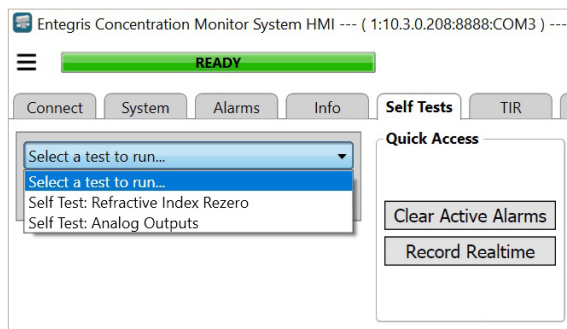 Entegris Concentration Monitor System HMI --- ( 1:10.3.0.208:8888:COM3 ) ---
READY
Connect System Alarms Info Self Tests TIR
Quick Access
Select a test to run...
Select a test to run...
Self Test: Refractive Index Rezero
Self Test: Analog Outputs
Clear Active Alarms
Record Realtime